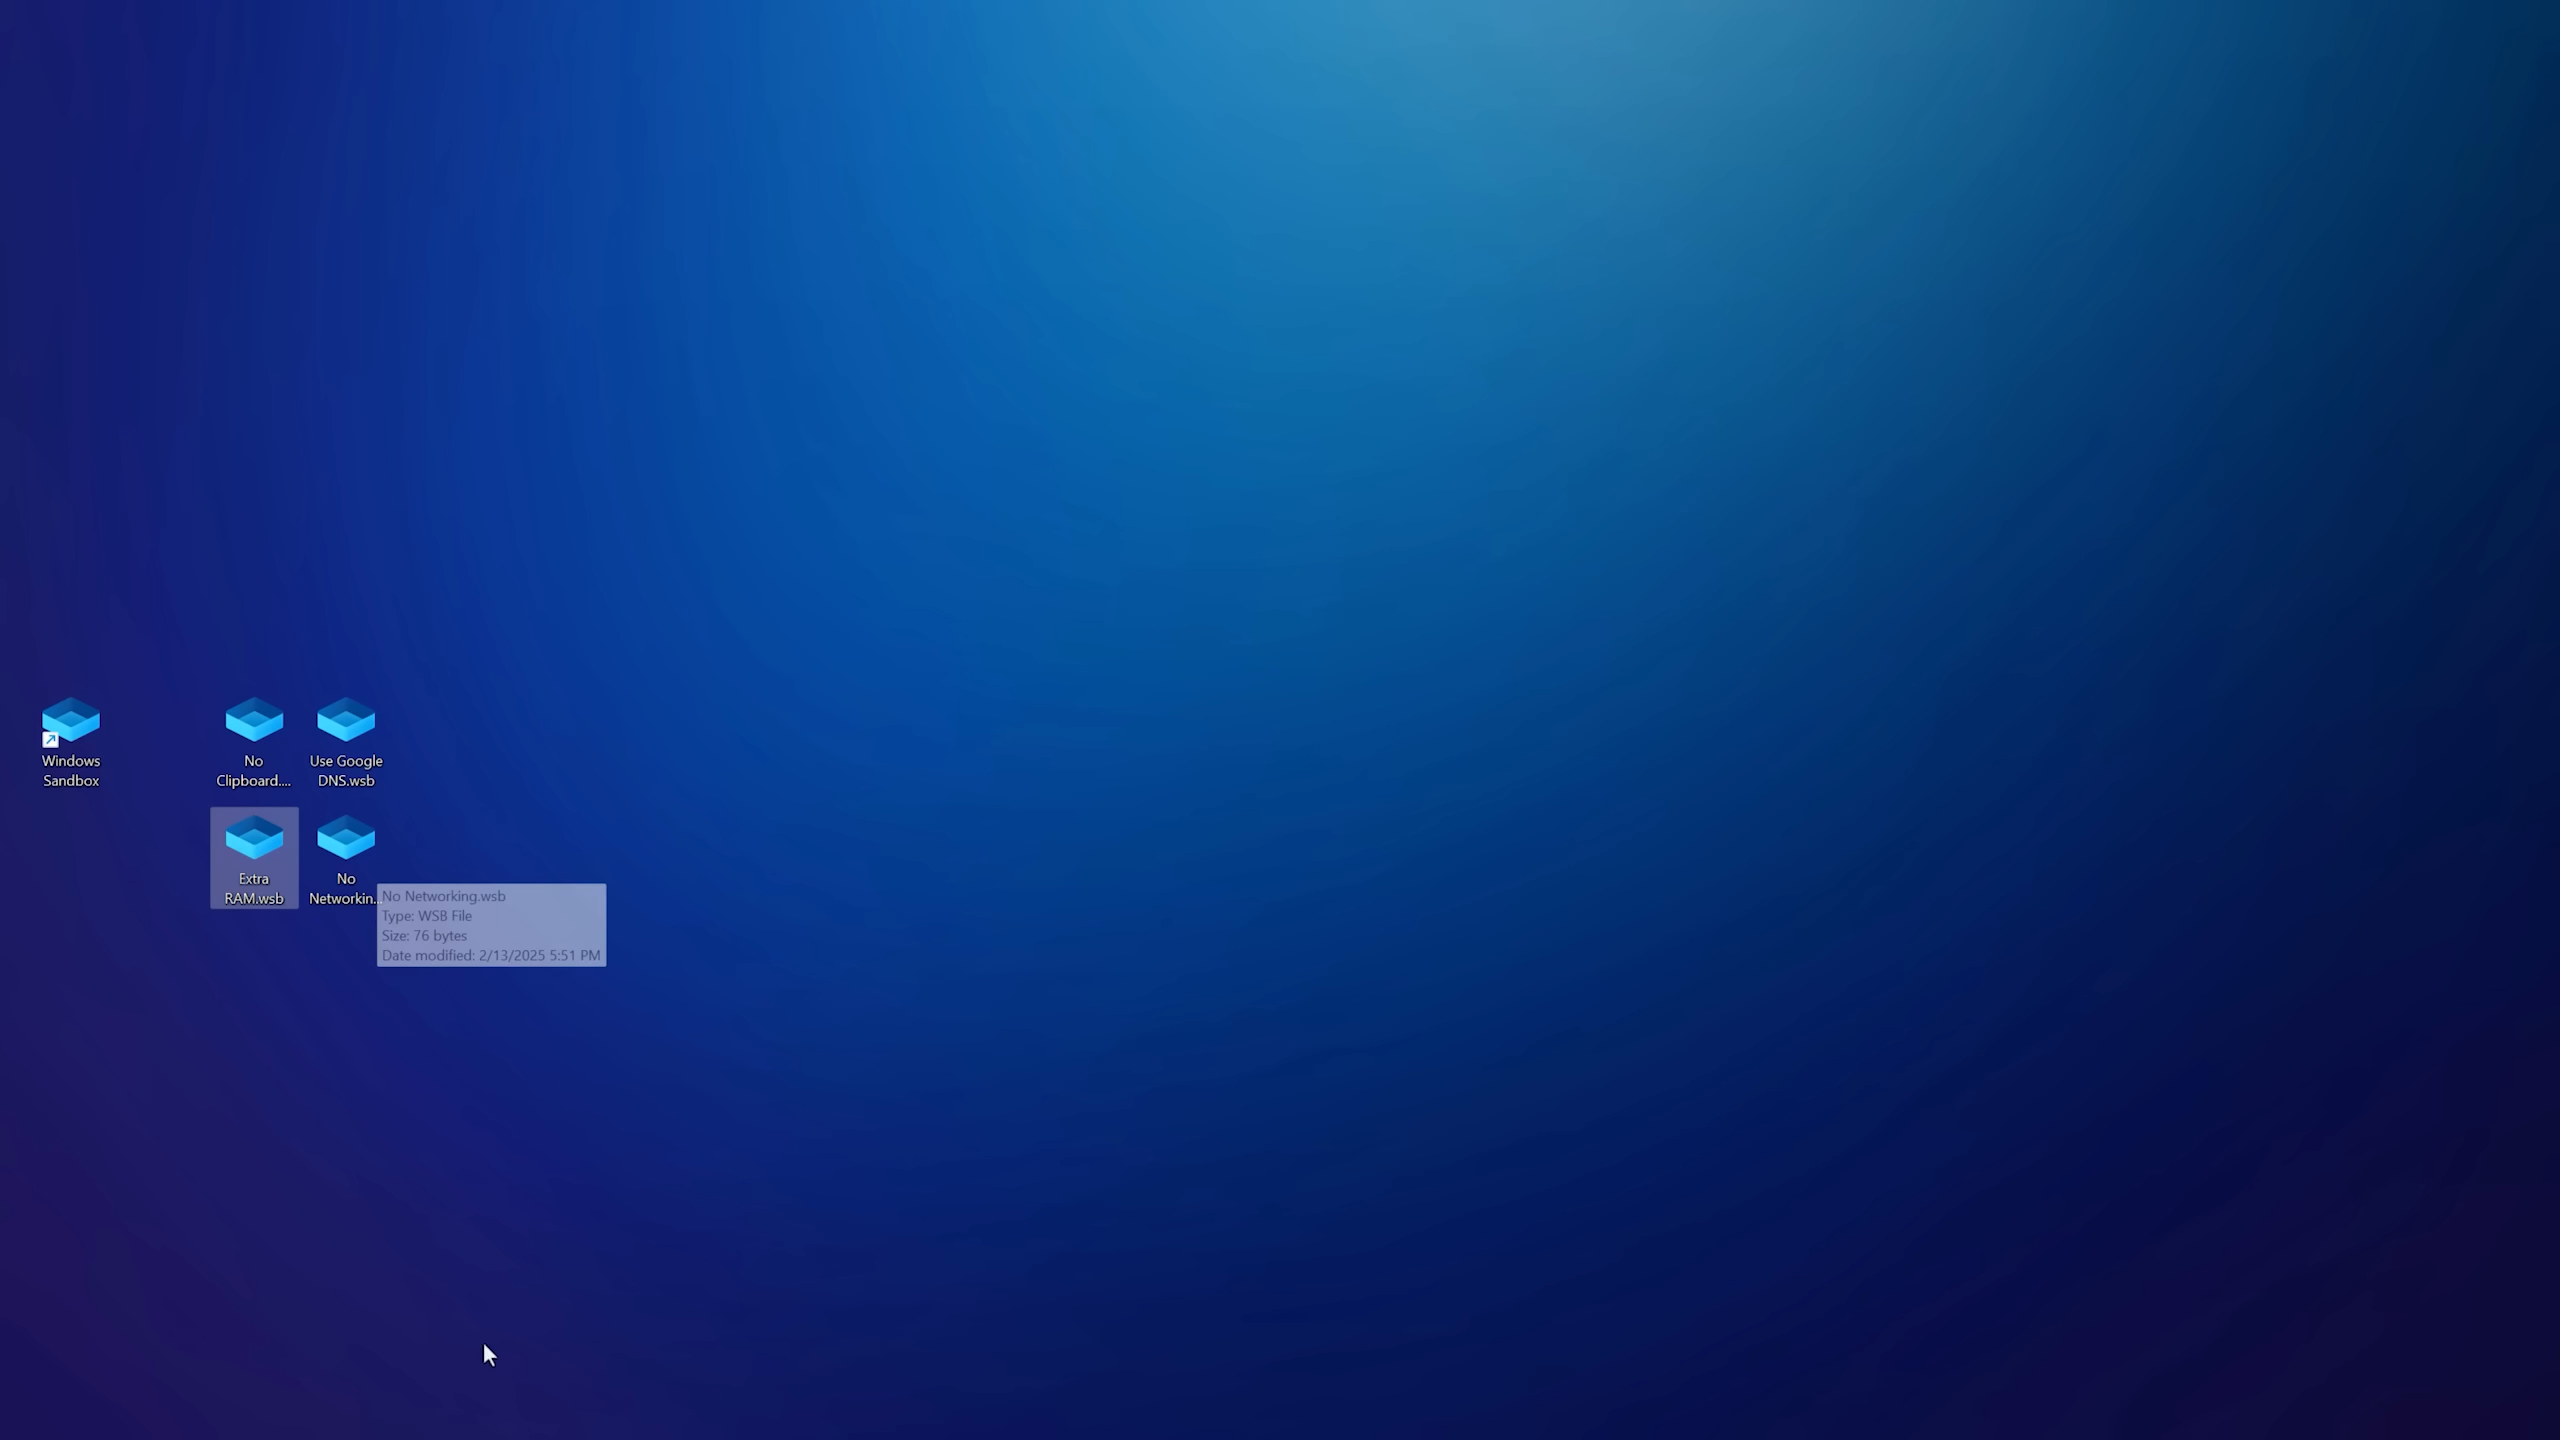 Windows
Sandbox
No
Clipboard....
Use Google
DNS.wsb
Extra
RAM.wsb
No
Networkin...
No Networking.wsb
Type: WSB File
Size: 76 bytes
Date modified: 2/13/2025 5:51 PM